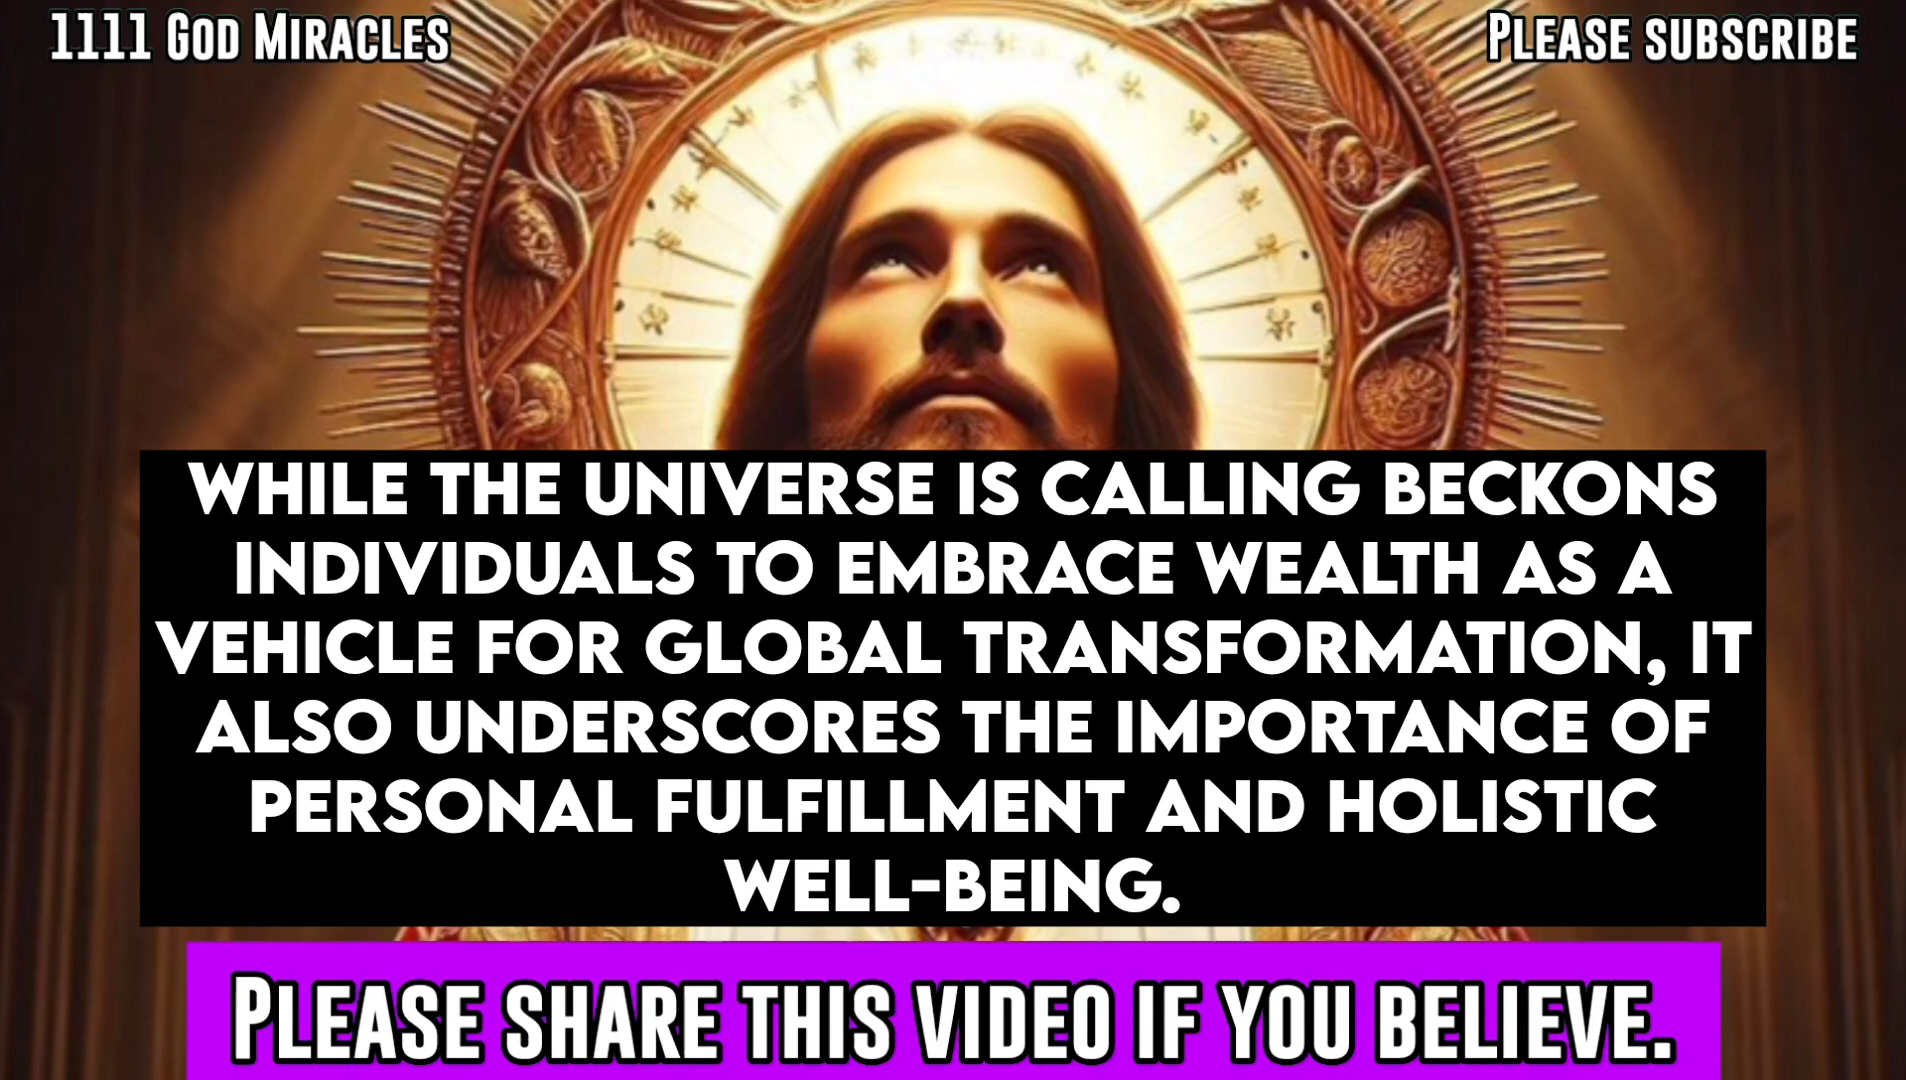 1111 God Miracles
Please subscribe
WHILE THE UNIVERSE IS CALLING BECKONS
INDIVIDUALS TO EMBRACE WEALTH AS A
VEHICLE FOR GLOBAL TRANSFORMATION, IT
ALSO UNDERSCORES THE IMPORTANCE OF
PERSONAL FULFILLMENT AND HOLISTIC
WELL-BEING.
Please share this video if you believe.